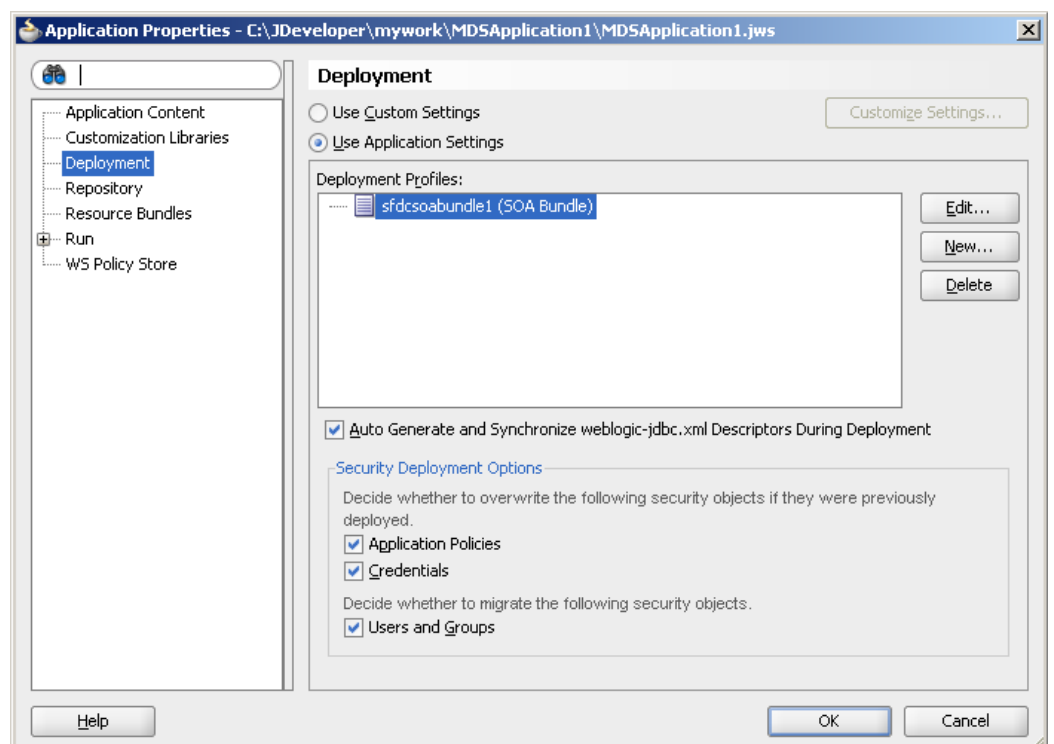 Application Properties - C:\JDeveloper\mywork\MDSApplication1\MDSApplication1.jws
Application Content
Customization Libraries
Deployment
Repository
Resource Bundles
Run
WS Policy Store
Deployment
Use Custom Settings
Customize Settings...
Use Application Settings
Deployment Profiles:
sfdcsoabundle1 (SOA Bundle)
Edit...
New...
Delete
Auto Generate and Synchronize weblogic-jdbc.xml Descriptors During Deployment
Security Deployment Options
Decide whether to overwrite the following security objects if they were previously
deployed.
Application Policies
Credentials
Decide whether to migrate the following security objects.
Users and Groups
Help
OK
Cancel